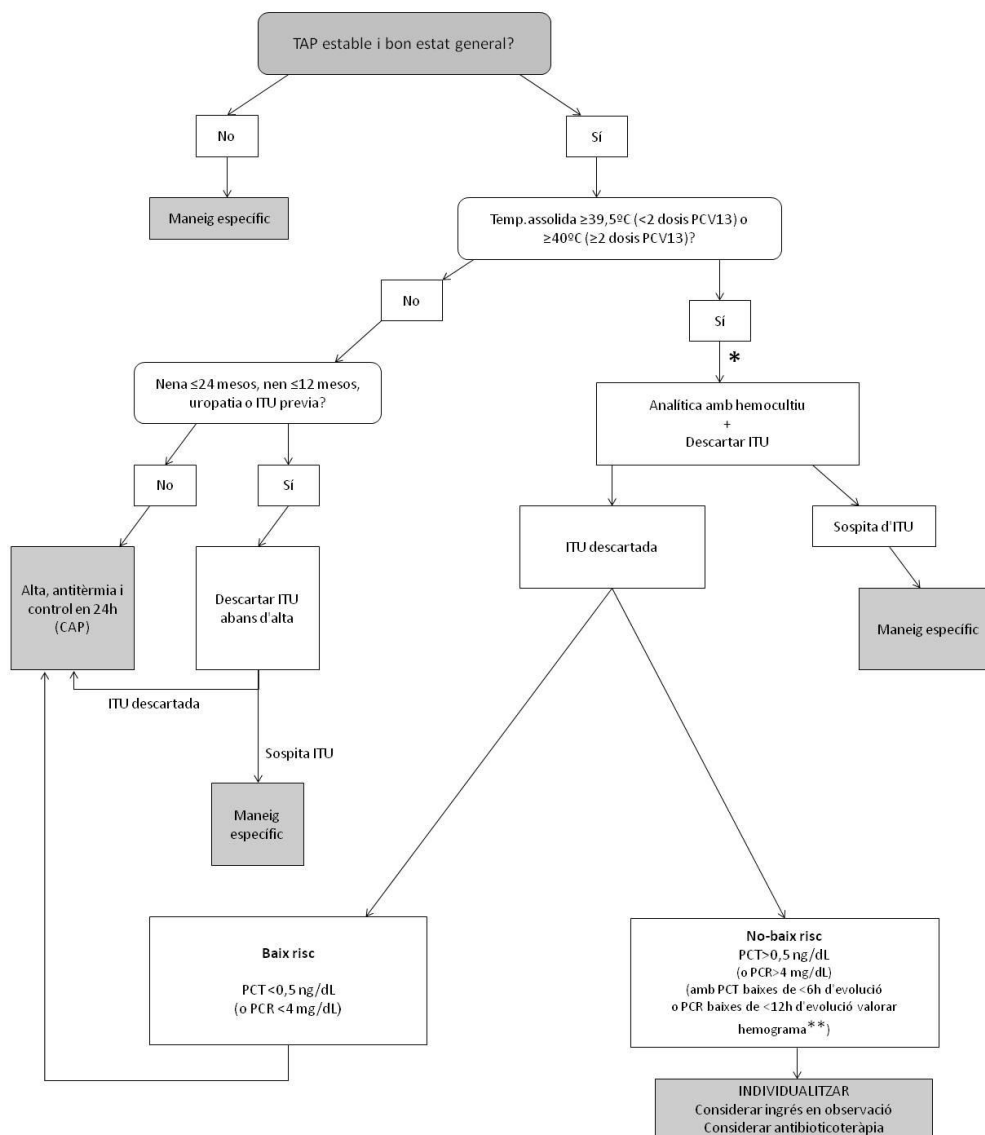 TAP estable i bon estat general?
No
Sí
Maneig específic
Temp.assolida ≥39,5ºC (<2 dosis PCV13) o
≥40ºC (≥2 dosis PCV13)?
No
Sí
*
Nena ≤24 mesos, nen ≤12 mesos,
uropatia o ITU previa?
Analítica amb hemocultiu
+
Descartar ITU
No
Sí
ITU descartada
Sospita d'ITU
Alta, antitèrmia i
control en 24h
(CAP)
Descartar ITU
abans d'alta
Maneig específic
ITU descartada
Sospita ITU
Maneig
específic
Baix risc
PCT <0,5 ng/dL
(o PCR <4 mg/dL)
No-baix risc
PCT>0,5 ng/dL
(o PCR>4 mg/dL)
(amb PCT baixes de <6h d'evolució
o PCR baixes de <12h d'evolució valorar
hemograma**)
INDIVIDUALITZAR
Considerar ingrés en observació
Considerar antibioticoteràpia